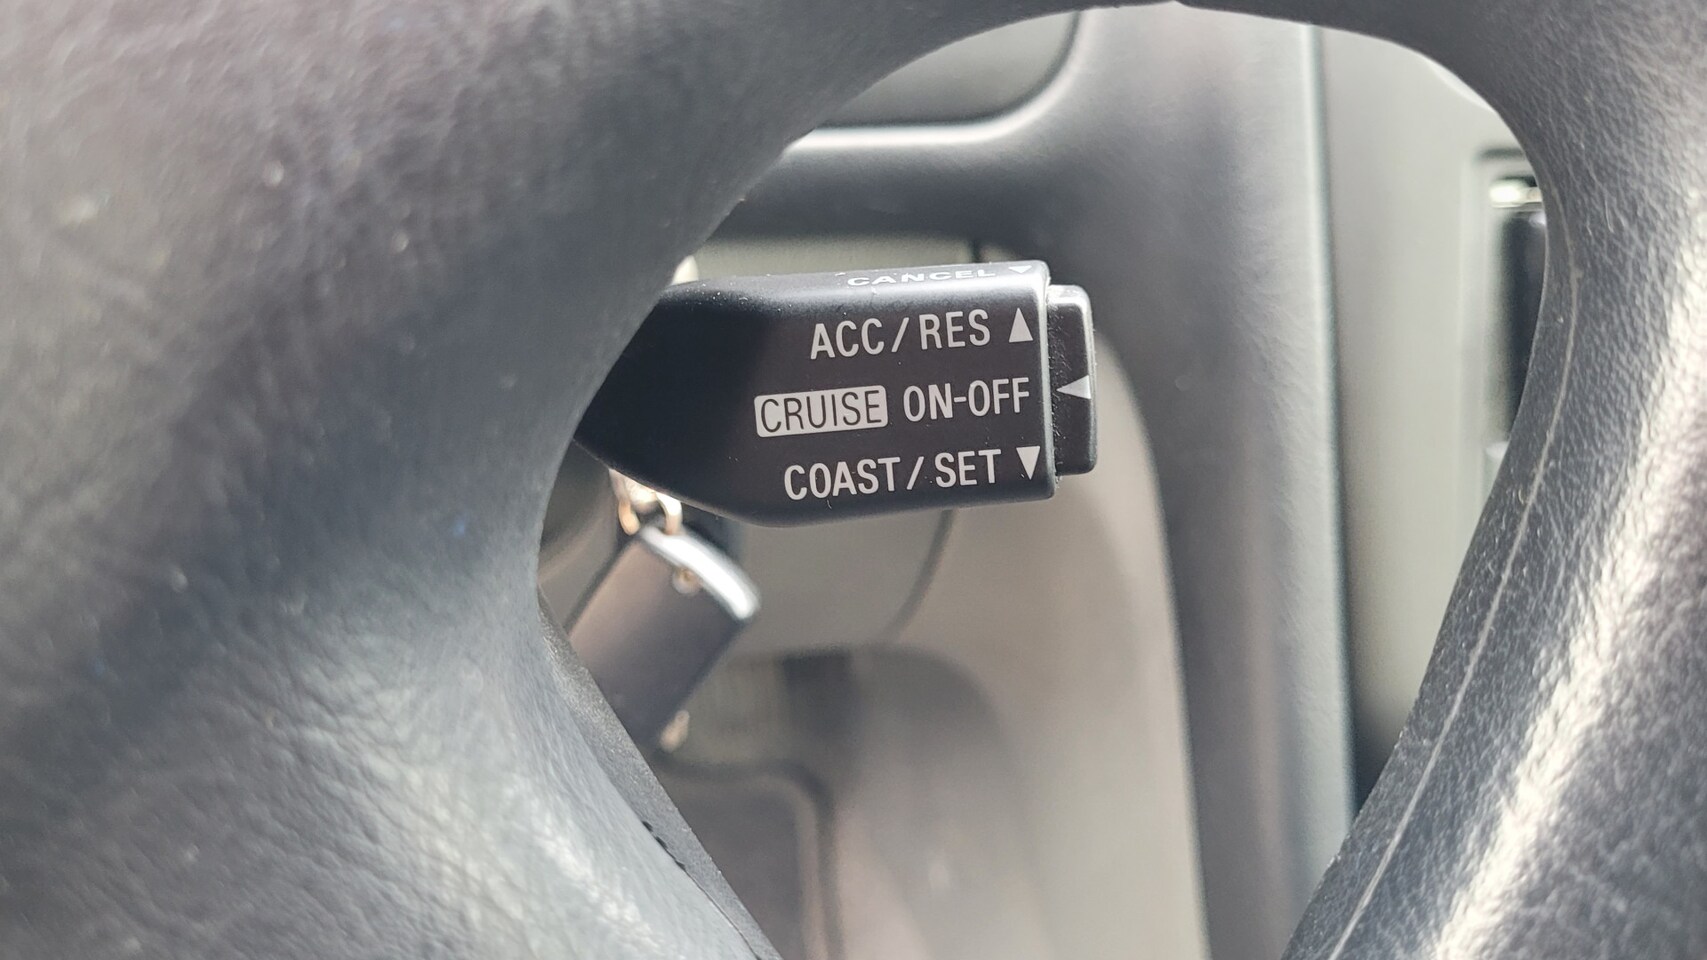 CANCEL ▼
ACC/RES ▲
CRUISE ON-OFF ◀
COAST/SET ▼